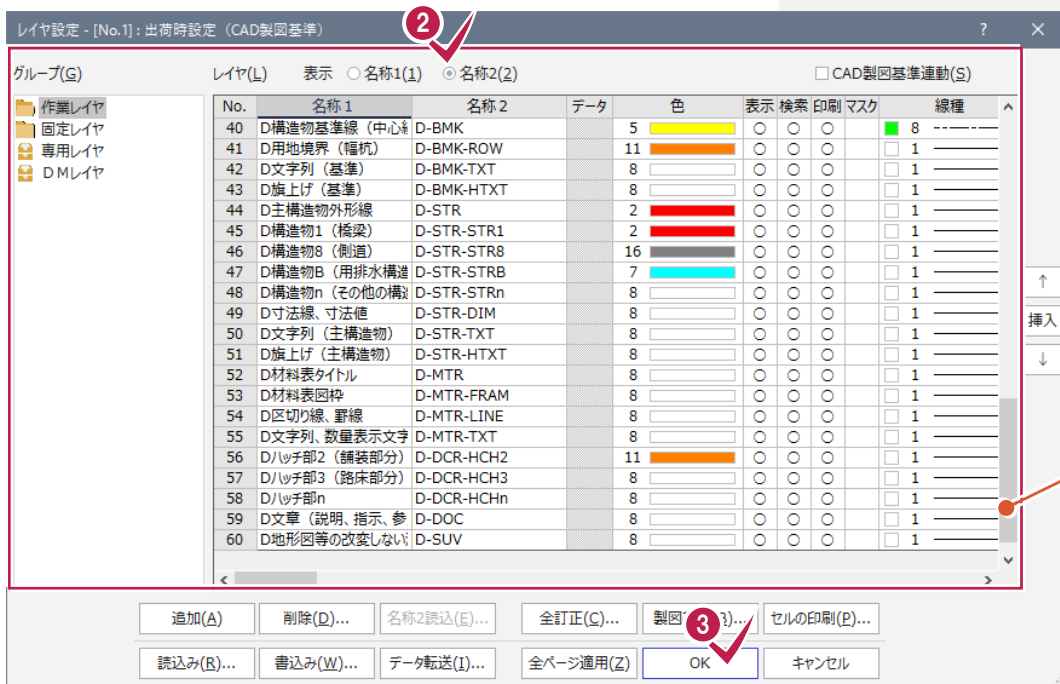 レイヤ設定 - [No.1] : 出荷時設定（CAD製図基準） ? ×
2
グループ(G) レイヤ(L) 表示 名称1(1) 名称2(2) CAD製図基準連動(S)
作業レイヤ
固定レイヤ
専用レイヤ
ＤＭレイヤ
No. 名称 1 名称 2 データ 色 表示 検索 印刷 マスク 線種
40 D構造物基準線（中心 D-BMK 5 ○ ○ ○ 8
41 D用地境界（幅杭） D-BMK-ROW 11 ○ ○ ○ 1
42 D文字列（基準） D-BMK-TXT 8 ○ ○ ○ 1
43 D旗上げ（基準） D-BMK-HTXT 8 ○ ○ ○ 1
44 D主構造物外形線 D-STR 2 ○ ○ ○ 1
45 D構造物1（橋梁） D-STR-STR1 2 ○ ○ ○ 1
46 D構造物8（側道） D-STR-STR8 16 ○ ○ ○ 1
47 D構造物B（用排水構造 D-STR-STRB 7 ○ ○ ○ 1
48 D構造物n（その他の構 D-STR-STRn 8 ○ ○ ○ 1
49 D寸法線、寸法値 D-STR-DIM 8 ○ ○ ○ 1
50 D文字列（主構造物） D-STR-TXT 8 ○ ○ ○ 1
51 D旗上げ（主構造物） D-STR-HTXT 8 ○ ○ ○ 1
52 D材料表タイトル D-MTR 8 ○ ○ ○ 1
53 D材料表図枠 D-MTR-FRAM 8 ○ ○ ○ 1
54 D区切り線、罫線 D-MTR-LINE 8 ○ ○ ○ 1
55 D文字列、数量表示文字 D-MTR-TXT 8 ○ ○ ○ 1
56 Dハッチ部2（舗装部分） D-DCR-HCH2 11 ○ ○ ○ 1
57 Dハッチ部3（路床部分） D-DCR-HCH3 8 ○ ○ ○ 1
58 Dハッチ部n D-DCR-HCHn 8 ○ ○ ○ 1
59 D文章（説明、指示、参 D-DOC 8 ○ ○ ○ 1
60 D地形図等の改変しない D-SUV 8 ○ ○ ○ 1
↑
挿入
↓
追加(A) 削除(D)... 名称2読込(E)... 全訂正(C)... 製図 )... セルの印刷(P)...
3
読込み(R)... 書込み(W)... データ転送(I)... 全ページ適用(Z) OK キャンセル